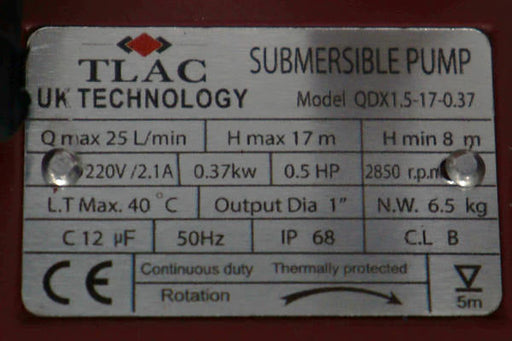 TLAC
UK TECHNOLOGY
SUBMERSIBLE PUMP
Model QDX1.5-17-0.37
Q max 25 L/min H max 17 m H min 8 m
220V/2.1A 0.37kw 0.5 HP 2850 r.p.m
L.T Max. 40 °C Output Dia 1" N.W. 6.5 kg
C 12 µF 50Hz IP 68 C.L B
CE Continuous duty Thermally protected
Rotation 5m